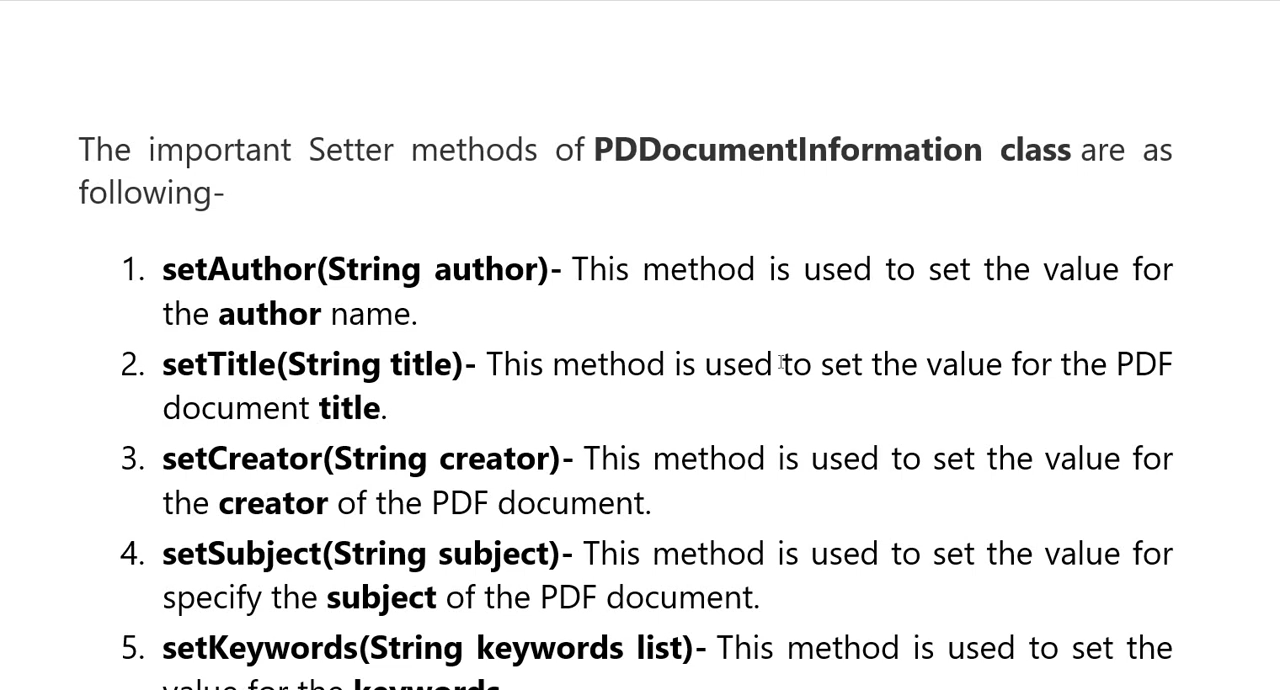 The important Setter methods of PDDocumentInformation class are as
following-
1. setAuthor(String author)- This method is used to set the value for
the author name.
2. setTitle(String title)- This method is used to set the value for the PDF
document title.
3. setCreator(String creator)- This method is used to set the value for
the creator of the PDF document.
4. setSubject(String subject)- This method is used to set the value for
specify the subject of the PDF document.
5. setKeywords(String keywords list)- This method is used to set the
value for the keywords